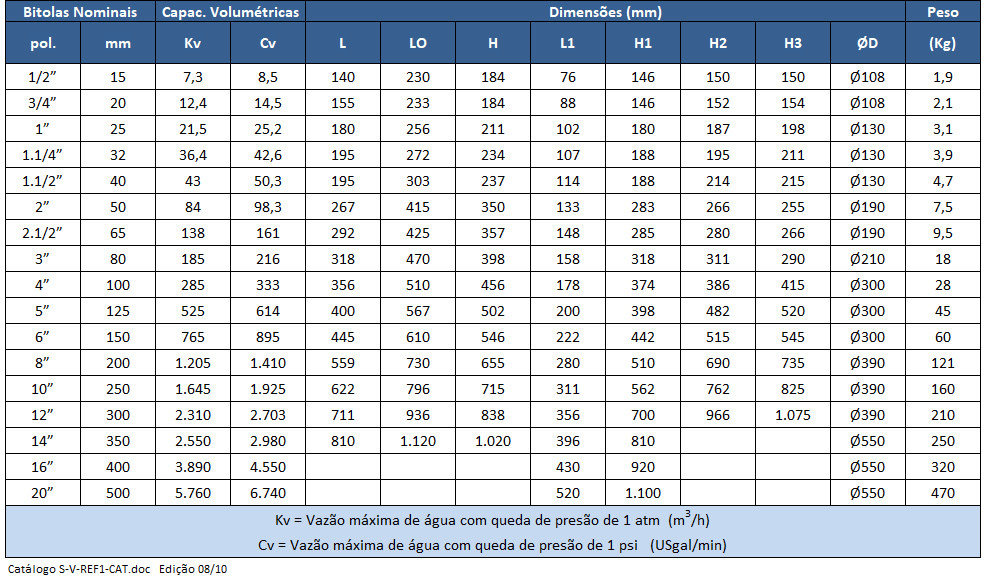 Bitolas Nominais Capac. Volumétricas Dimensões (mm) Peso
pol. mm Kv Cv L LO H L1 H1 H2 H3 ØD (Kg)
1/2” 15 7,3 8,5 140 230 184 76 146 150 150 Ø108 1,9
3/4” 20 12,4 14,5 155 233 184 88 146 152 154 Ø108 2,1
1” 25 21,5 25,2 180 256 211 102 180 187 198 Ø130 3,1
1.1/4” 32 36,4 42,6 195 272 234 107 188 195 211 Ø130 3,9
1.1/2” 40 43 50,3 195 303 237 114 188 214 215 Ø130 4,7
2” 50 84 98,3 267 415 350 133 283 266 255 Ø190 7,5
2.1/2” 65 138 161 292 425 357 148 285 280 266 Ø190 9,5
3” 80 185 216 318 470 398 158 318 311 290 Ø210 18
4” 100 285 333 356 510 456 178 374 386 415 Ø300 28
5” 125 525 614 400 567 502 200 398 482 520 Ø300 45
6” 150 765 895 445 610 546 222 442 515 545 Ø300 60
8” 200 1.205 1.410 559 730 655 280 510 690 735 Ø390 121
10” 250 1.645 1.925 622 796 715 311 562 762 825 Ø390 160
12” 300 2.310 2.703 711 936 838 356 700 966 1.075 Ø390 210
14” 350 2.550 2.980 810 1.120 1.020 396 810 Ø550 250
16” 400 3.890 4.550 430 920 Ø550 320
20” 500 5.760 6.740 520 1.100 Ø550 470
Kv = Vazão máxima de água com queda de presão de 1 atm (m³/h)
Cv = Vazão máxima de água com queda de presão de 1 psi (USgal/min)
Catálogo S-V-REF1-CAT.doc Edição 08/10